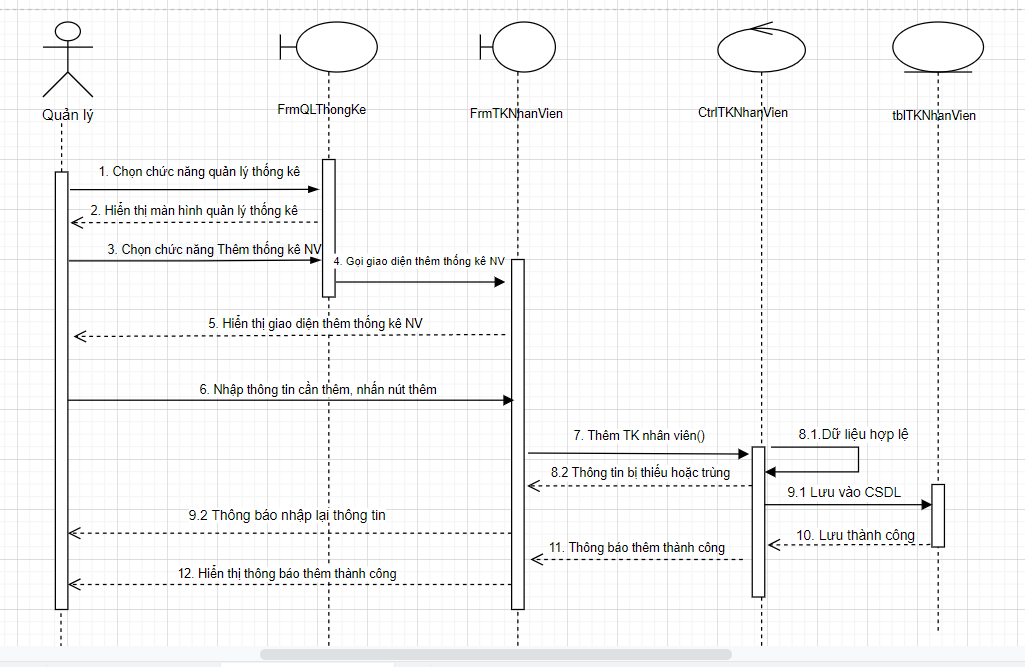 Quản lý
FrmQLThongKe
FrmTKNhanVien
CtrlTKNhanVien
tblTKNhanVien
1. Chọn chức năng quản lý thống kê
2. Hiển thị màn hình quản lý thống kê
3. Chọn chức năng Thêm thống kê NV
4. Gọi giao diện thêm thống kê NV
5. Hiển thị giao diện thêm thống kê NV
6. Nhập thông tin cần thêm, nhấn nút thêm
7. Thêm TK nhân viên()
8.1.Dữ liệu hợp lệ
8.2 Thông tin bị thiếu hoặc trùng
9.1 Lưu vào CSDL
9.2 Thông báo nhập lại thông tin
10. Lưu thành công
11. Thông báo thêm thành công
12. Hiển thị thông báo thêm thành công